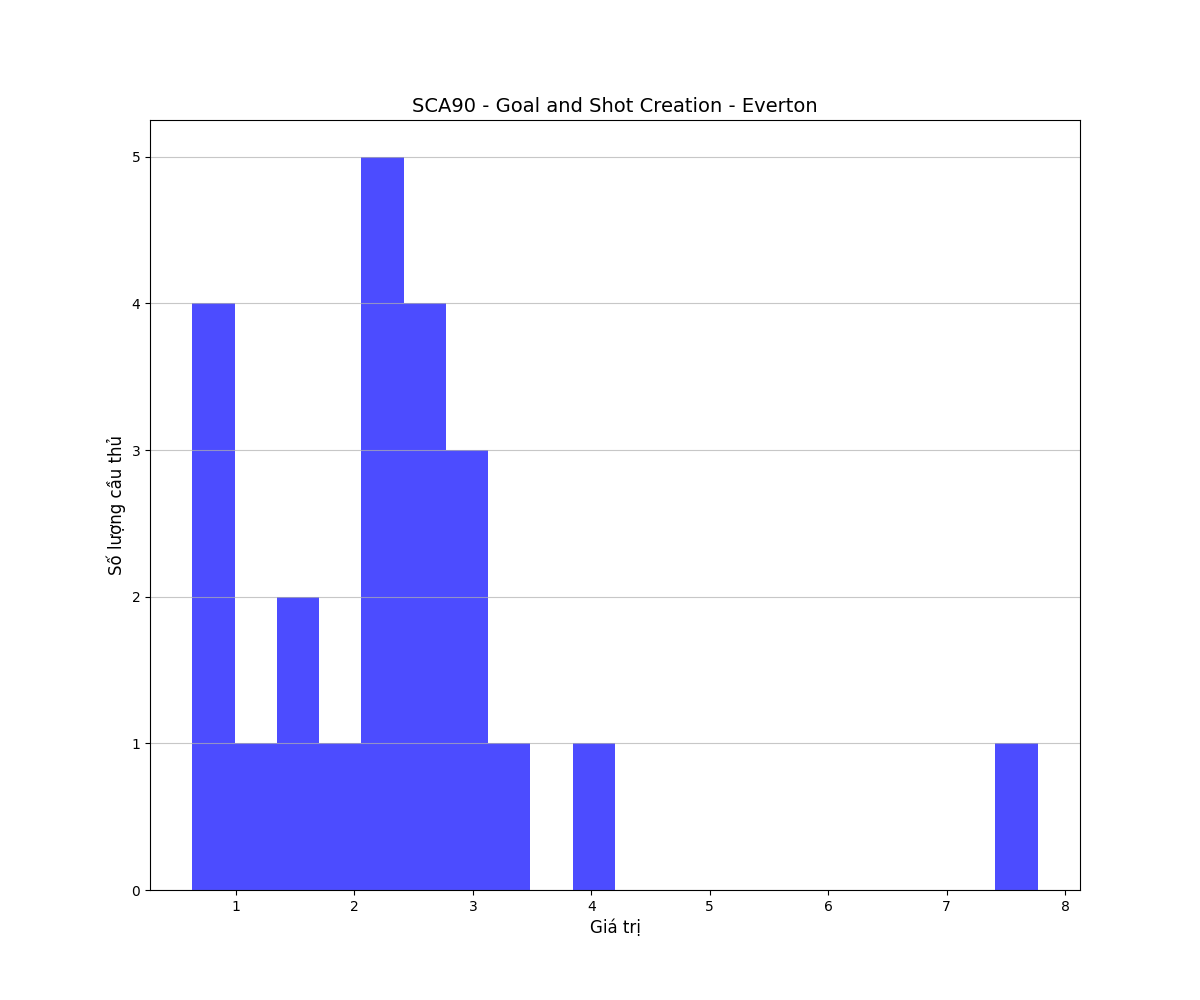 SCA90 - Goal and Shot Creation - Everton
Số lượng cầu thủ
5
4
3
2
1
0
1 2 3 4 5 6 7 8
Giá trị